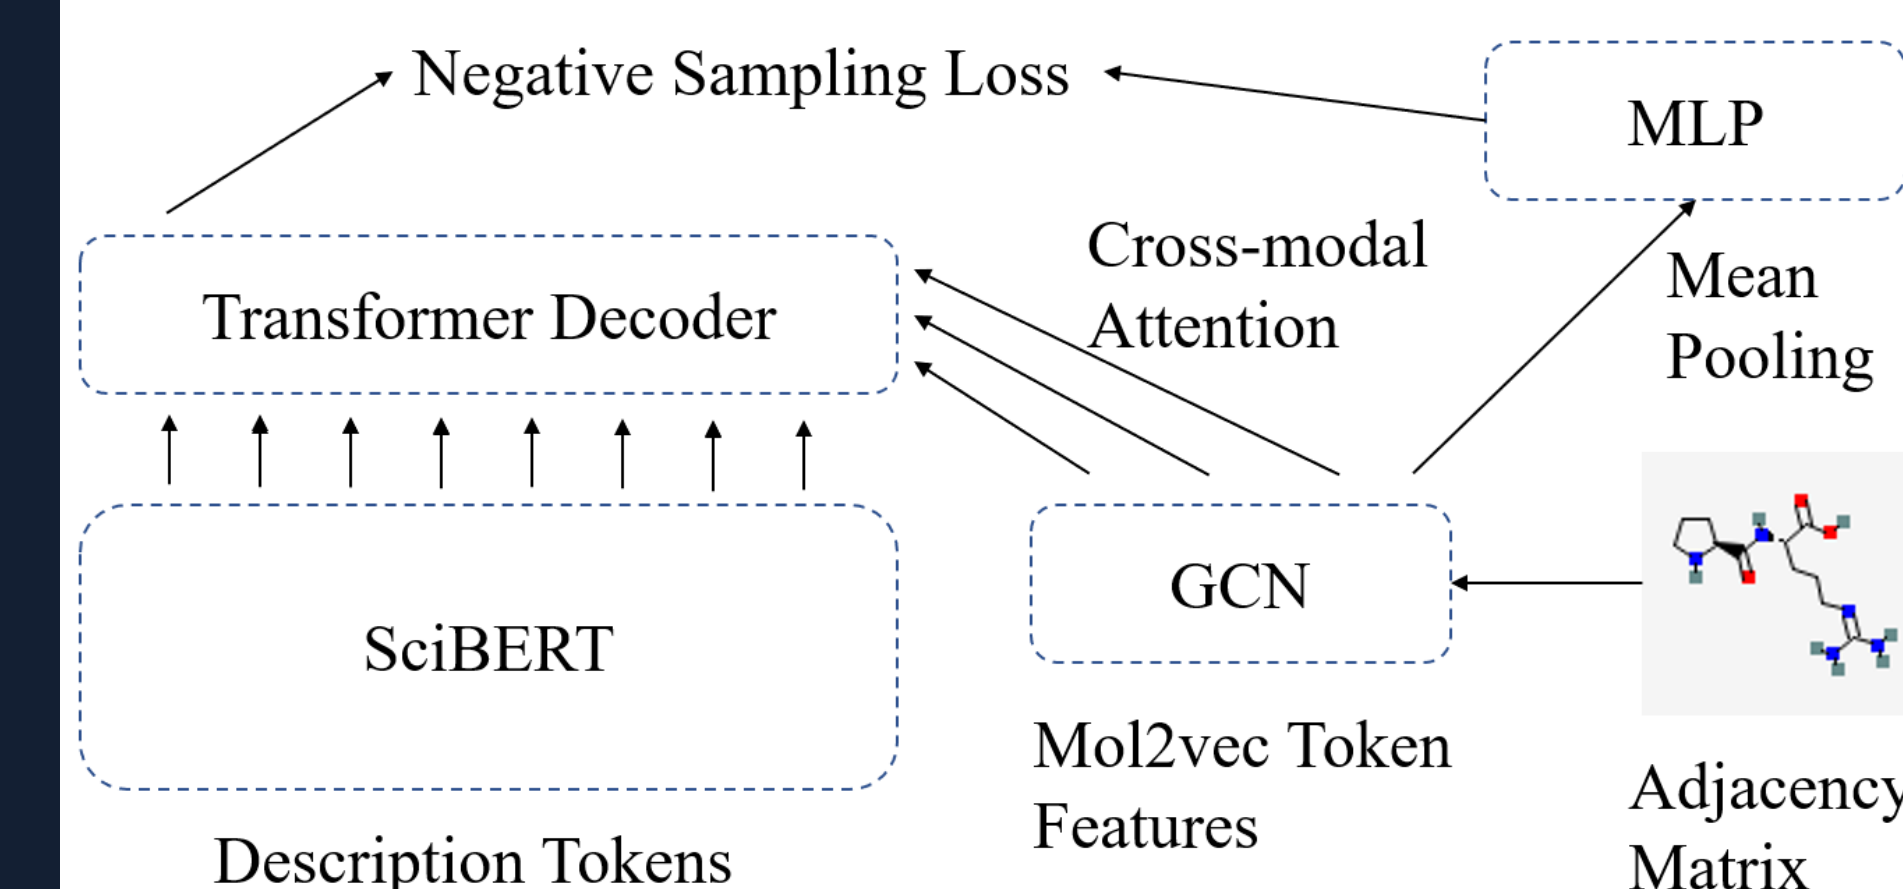 Negative Sampling Loss
MLP
Cross-modal
Attention
Mean
Pooling
Transformer Decoder
SciBERT
GCN
Mol2vec Token
Features
Adjacency
Matrix
Description Tokens